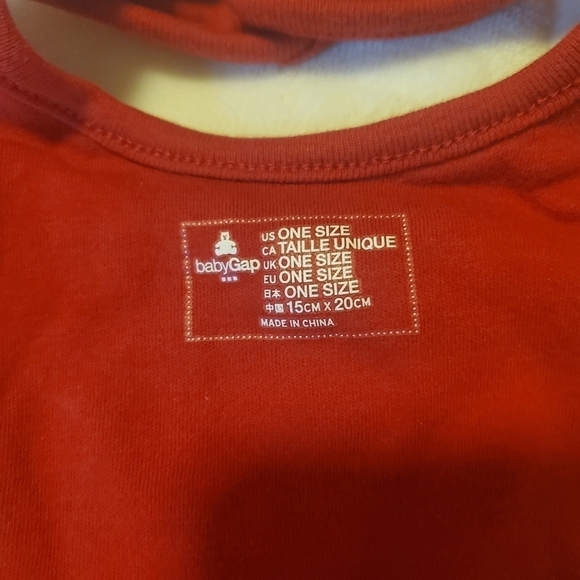 babyGap
US ONE SIZE
CA TAILLE UNIQUE
UK ONE SIZE
EU ONE SIZE
日本 ONE SIZE
中国 15CM X 20CM
MADE IN CHINA